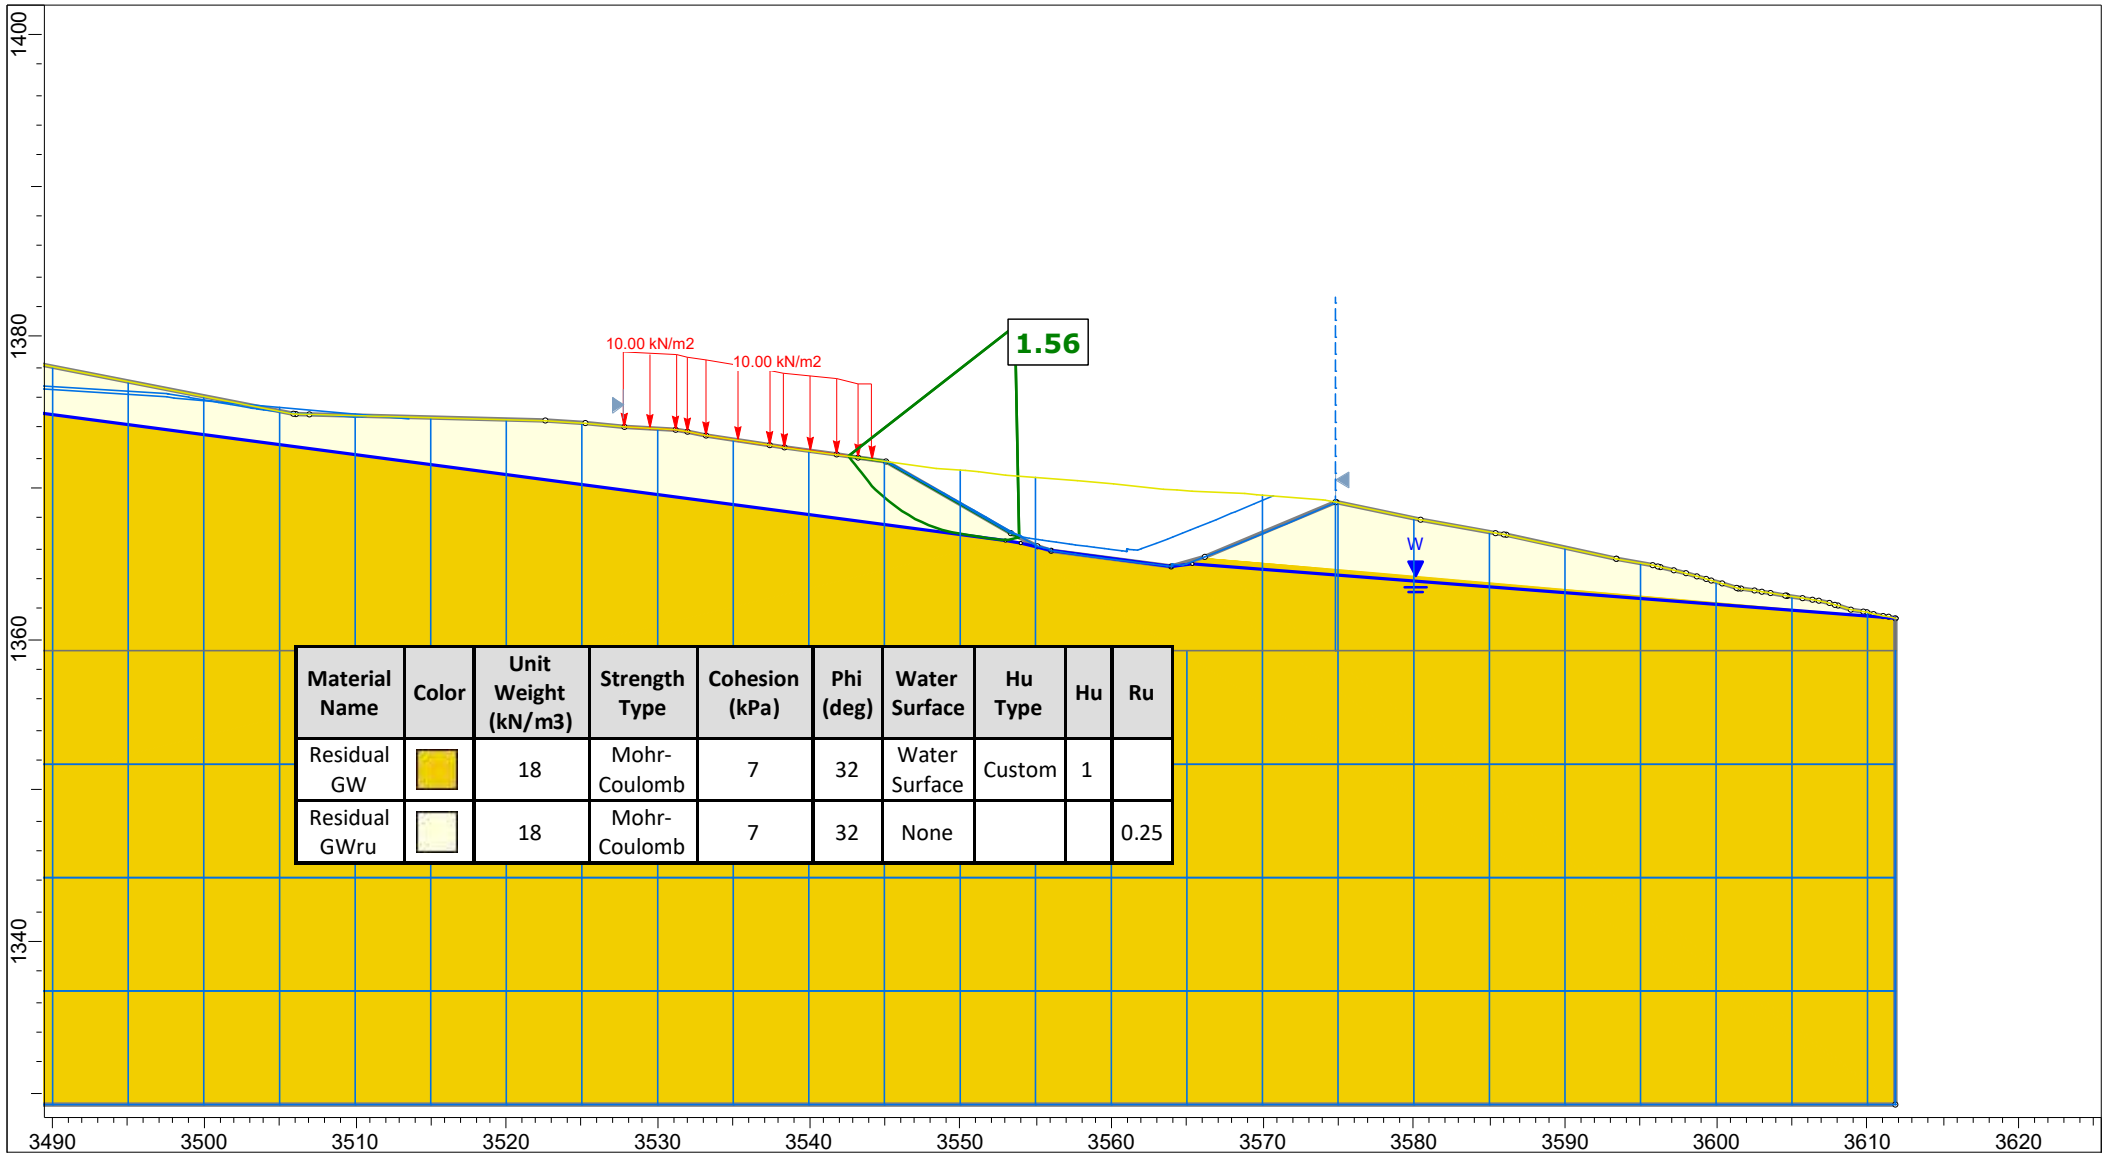 1400
1380
1360
1340
10.00 kN/m2
10.00 kN/m2
1.56
W
Material Name Color Unit Weight (kN/m3) Strength Type Cohesion (kPa) Phi (deg) Water Surface Hu Type Hu Ru
Residual GW 18 Mohr-Coulomb 7 32 Water Surface Custom 1
Residual GWru 18 Mohr-Coulomb 7 32 None 0.25
3490 3500 3510 3520 3530 3540 3550 3560 3570 3580 3590 3600 3610 3620